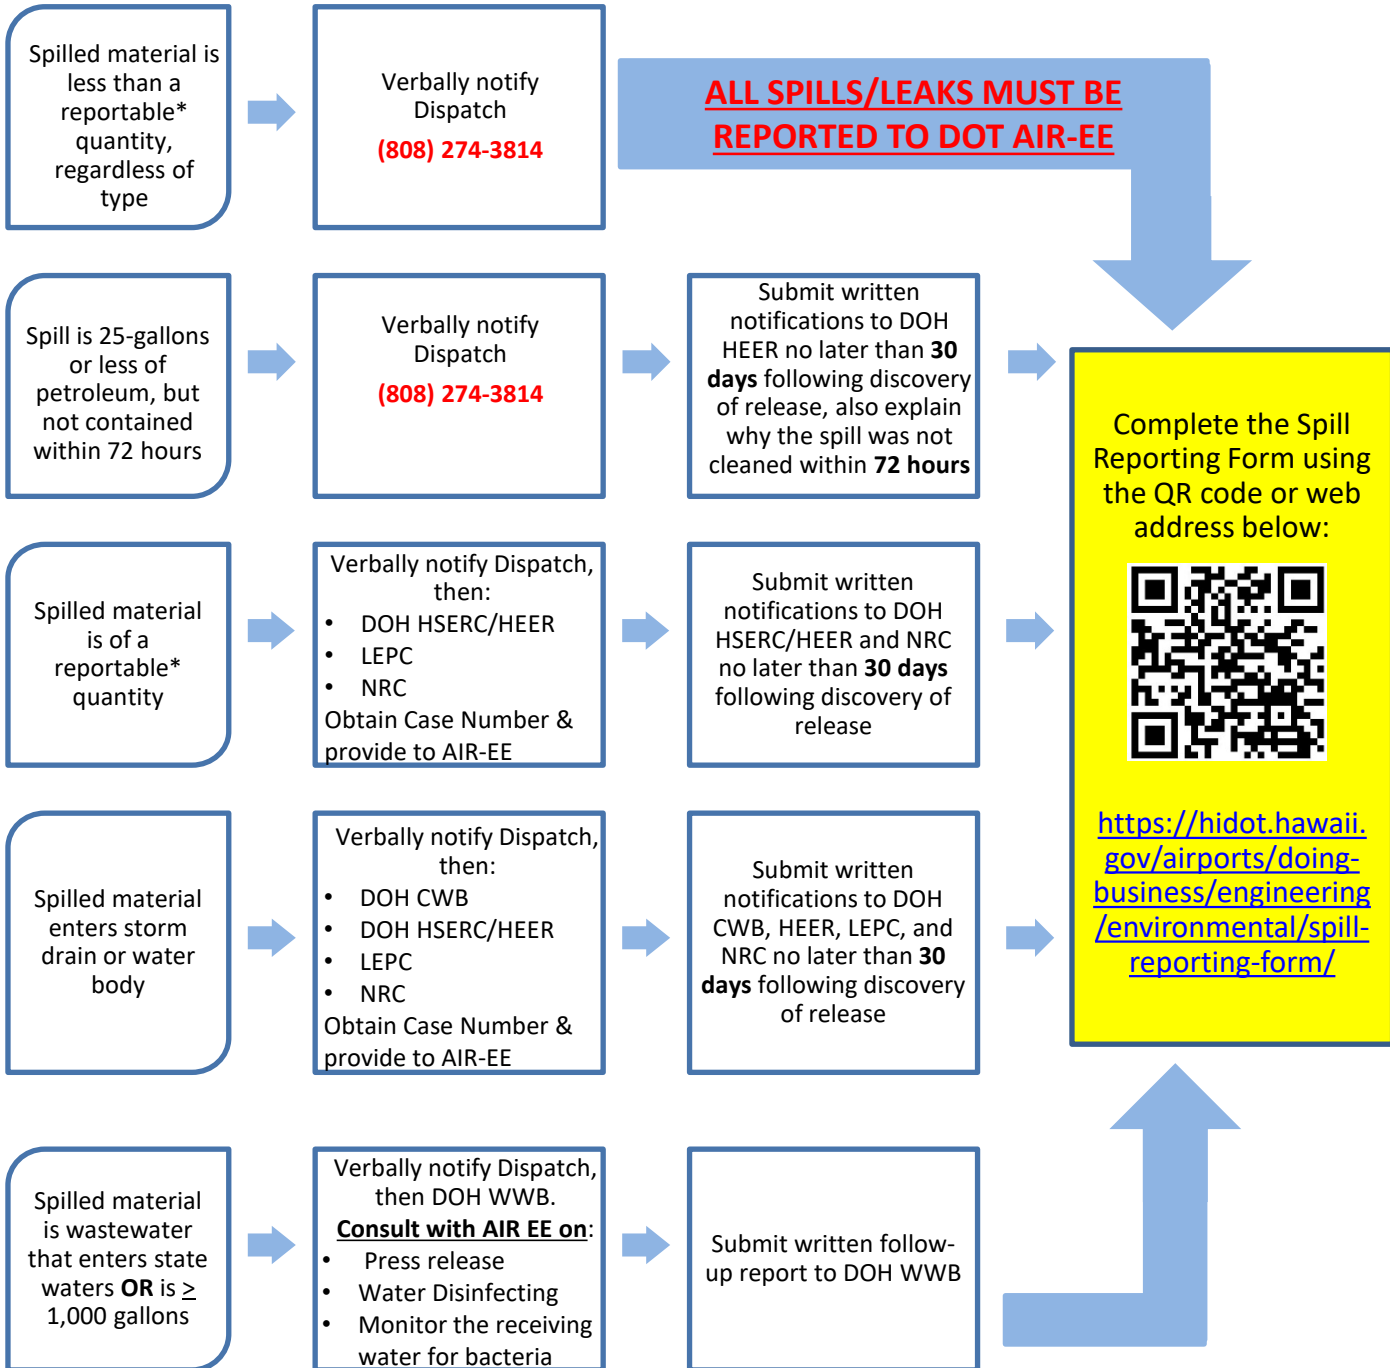 Spilled material is
less than a
reportable*
quantity,
regardless of
type
Verbally notify
Dispatch
(808) 274-3814
ALL SPILLS/LEAKS MUST BE
REPORTED TO DOT AIR-EE
Spill is 25-gallons
or less of
petroleum, but
not contained
within 72 hours
Verbally notify
Dispatch
(808) 274-3814
Submit written
notifications to DOH
HEER no later than 30
days following discovery
of release, also explain
why the spill was not
cleaned within 72 hours
Spilled material
is of a
reportable*
quantity
Verbally notify Dispatch,
then:
• DOH HSERC/HEER
• LEPC
• NRC
Obtain Case Number &
provide to AIR-EE
Submit written
notifications to DOH
HSERC/HEER and NRC
no later than 30 days
following discovery of
release
Spilled material
enters storm
drain or water
body
Verbally notify Dispatch,
then:
• DOH CWB
• DOH HSERC/HEER
• LEPC
• NRC
Obtain Case Number &
provide to AIR-EE
Submit written
notifications to DOH
CWB, HEER, LEPC, and
NRC no later than 30
days following discovery
of release
Spilled material
is wastewater
that enters state
waters OR is ≥
1,000 gallons
Verbally notify Dispatch,
then DOH WWB.
Consult with AIR EE on:
• Press release
• Water Disinfecting
• Monitor the receiving
water for bacteria
Submit written follow-
up report to DOH WWB
Complete the Spill
Reporting Form using
the QR code or web
address below:
https://hidot.hawaii.
gov/airports/doing-
business/engineering
/environmental/spill-
reporting-form/